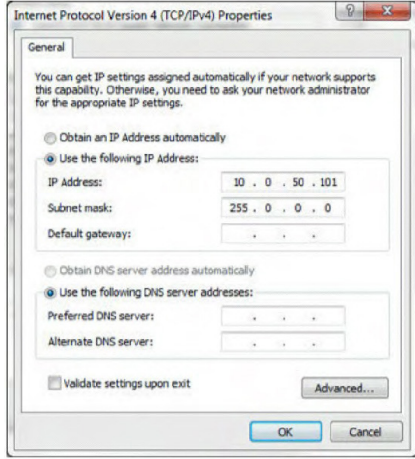 Internet Protocol Version 4 (TCP/IPv4) Properties
General
You can get IP settings assigned automatically if your network supports
this capability. Otherwise, you need to ask your network administrator
for the appropriate IP settings.
Obtain an IP Address automatically
Use the following IP Address:
IP Address: 10 . 0 . 50 . 101
Subnet mask: 255 . 0 . 0 . 0
Default gateway: . . .
Obtain DNS server address automatically
Use the following DNS server addresses:
Preferred DNS server: . . .
Alternate DNS server: . . .
Validate settings upon exit
Advanced...
OK Cancel